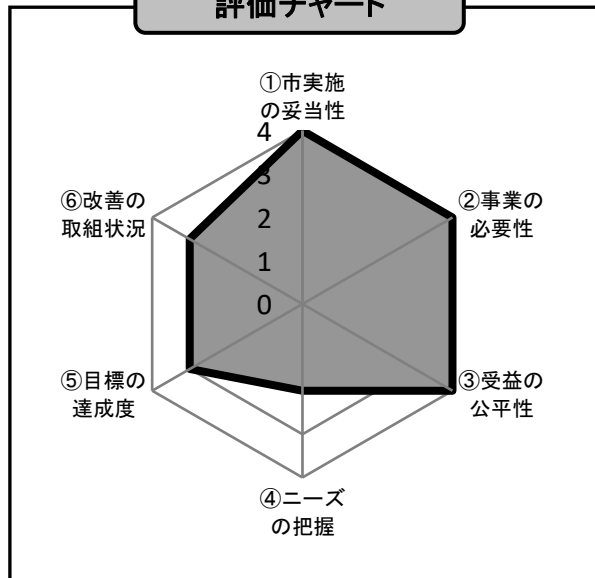 評価チャート
①市実施
の妥当性
4
3
2
1
0
②事業の
必要性
③受益の
公平性
④ニーズ
の把握
⑤目標の
達成度
⑥改善の
取組状況